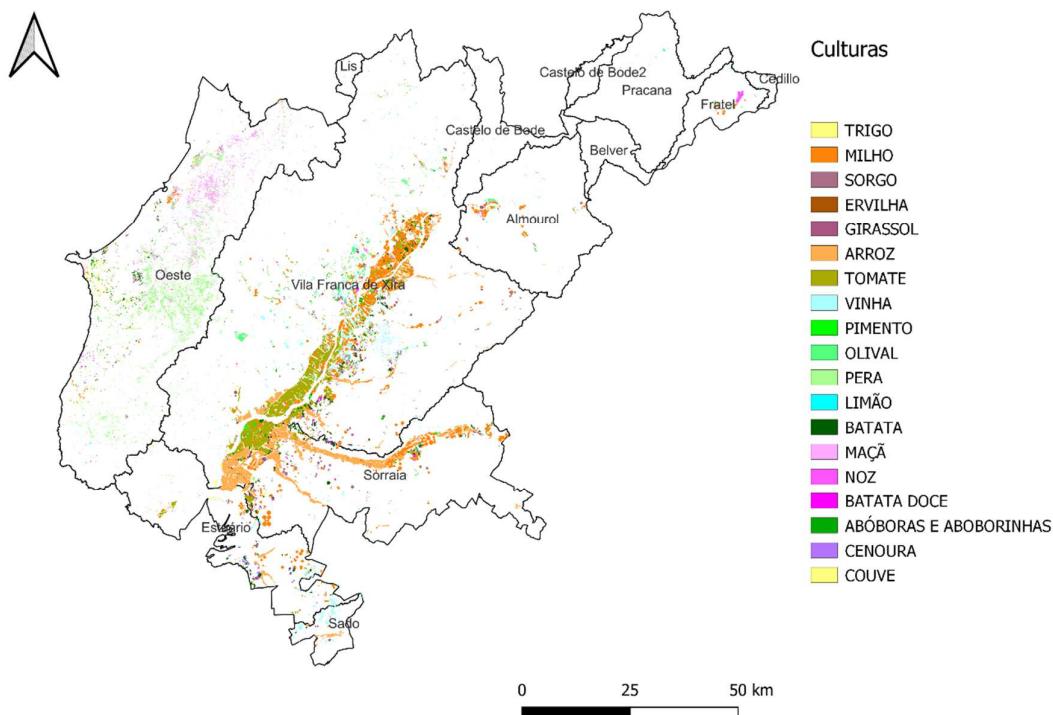 Culturas
Lis
Castelo de Bode2
Cedillo
Pracana
Fratel
Castelo de Bode
Belver
Almourol
Oeste
Vila Franca de Xira
Sorraia
Estuário
Sado
TRIGO
MILHO
SORGO
ERVILHA
GIRASSOL
ARROZ
TOMATE
VINHA
PIMENTO
OLIVAL
PERA
LIMÃO
BATATA
MAÇÃ
NOZ
BATATA DOCE
ABÓBORAS E ABOBORINHAS
CENOURA
COUVE
0 25 50 km